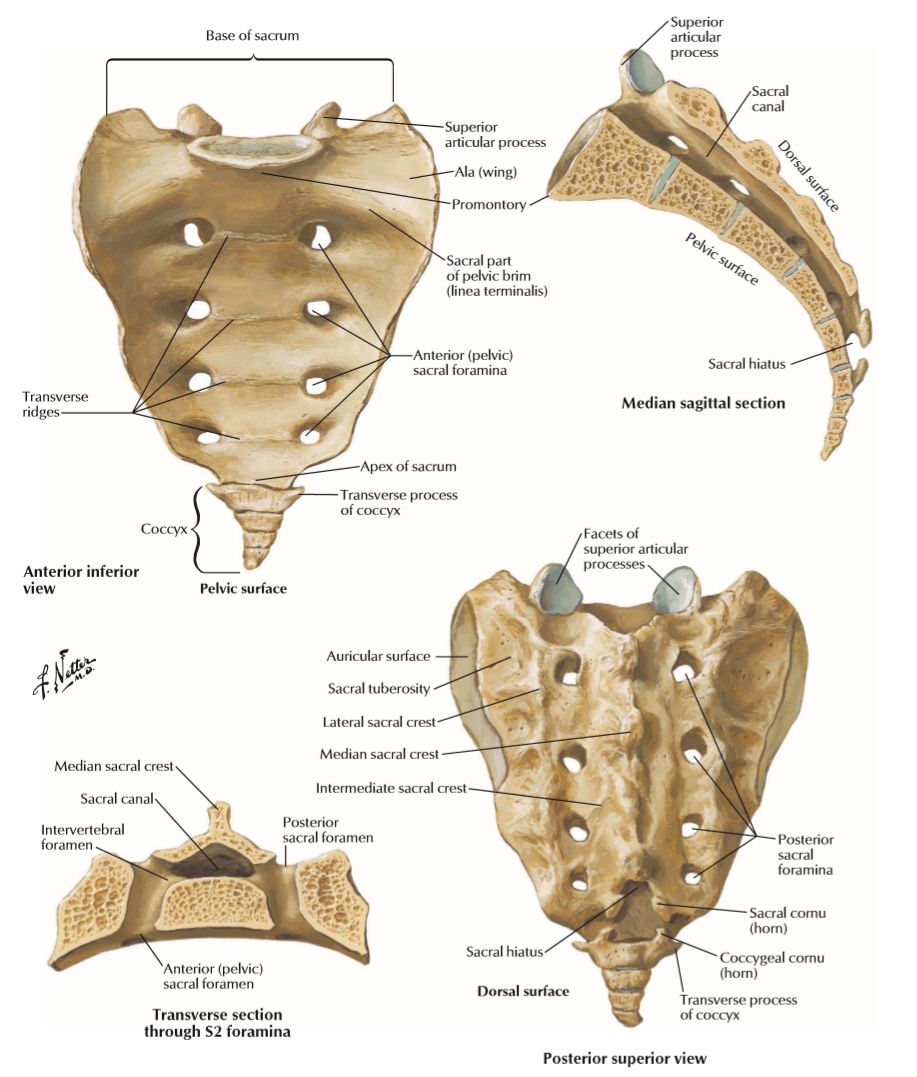 Base of sacrum
Superior
articular process
Ala (wing)
Promontory
Sacral part
of pelvic brim
(linea terminalis)
Anterior (pelvic)
sacral foramina
Transverse
ridges
Apex of sacrum
Transverse process
of coccyx
Coccyx
Anterior inferior
view
Pelvic surface
Superior
articular
process
Sacral
canal
Dorsal surface
Pelvic surface
Sacral hiatus
Median sagittal section
F. Netter
M.D.
Facets of
superior articular
processes
Auricular surface
Sacral tuberosity
Lateral sacral crest
Median sacral crest
Intermediate sacral crest
Posterior
sacral
foramina
Sacral cornu
(horn)
Sacral hiatus
Coccygeal cornu
(horn)
Dorsal surface
Transverse process
of coccyx
Posterior superior view
Median sacral crest
Sacral canal
Intervertebral
foramen
Posterior
sacral foramen
Anterior (pelvic)
sacral foramen
Transverse section
through S2 foramina